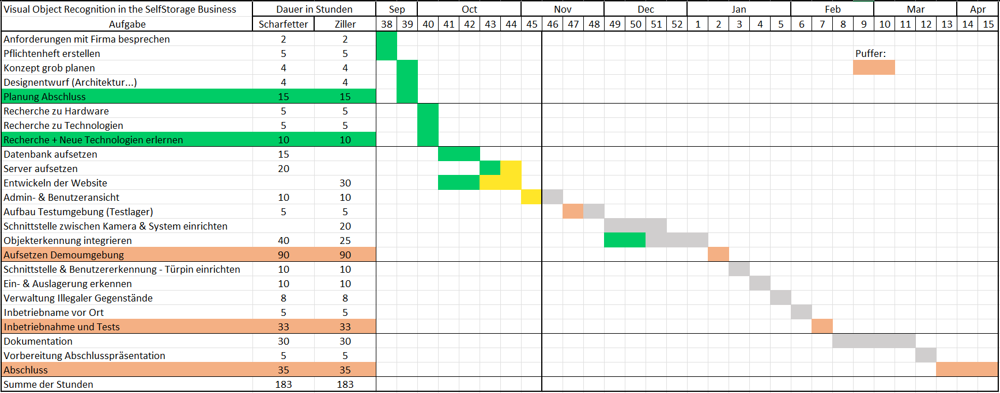 Visual Object Recognition in the SelfStorage Business Dauer in Stunden Sep Oct Nov Dec Jan Feb Mar Apr
Aufgabe Scharfetter Ziller 38 39 40 41 42 43 44 45 46 47 48 49 50 51 52 1 2 3 4 5 6 7 8 9 10 11 12 13 14 15
Anforderungen mit Firma besprechen 2 2
Pflichtenheft erstellen 5 5 Puffer:
Konzept grob planen 4 4
Designentwurf (Architektur...) 4 4
Planung Abschluss 15 15
Recherche zu Hardware 5 5
Recherche zu Technologien 5 5
Recherche + Neue Technologien erlernen 10 10
Datenbank aufsetzen 15
Server aufsetzen 20
Entwickeln der Website 30
Admin- & Benutzeransicht 10 10
Aufbau Testumgebung (Testlager) 5 5
Schnittstelle zwischen Kamera & System einrichten 20
Objekterkennung integrieren 40 25
Aufsetzen Demoumgebung 90 90
Schnittstelle & Benutzererkennung - Türpin einrichten 10 10
Ein- & Auslagerung erkennen 10 10
Verwaltung Illegaler Gegenstände 8 8
Inbetriebname vor Ort 5 5
Inbetriebnahme und Tests 33 33
Dokumentation 30 30
Vorbereitung Abschlusspräsentation 5 5
Abschluss 35 35
Summe der Stunden 183 183